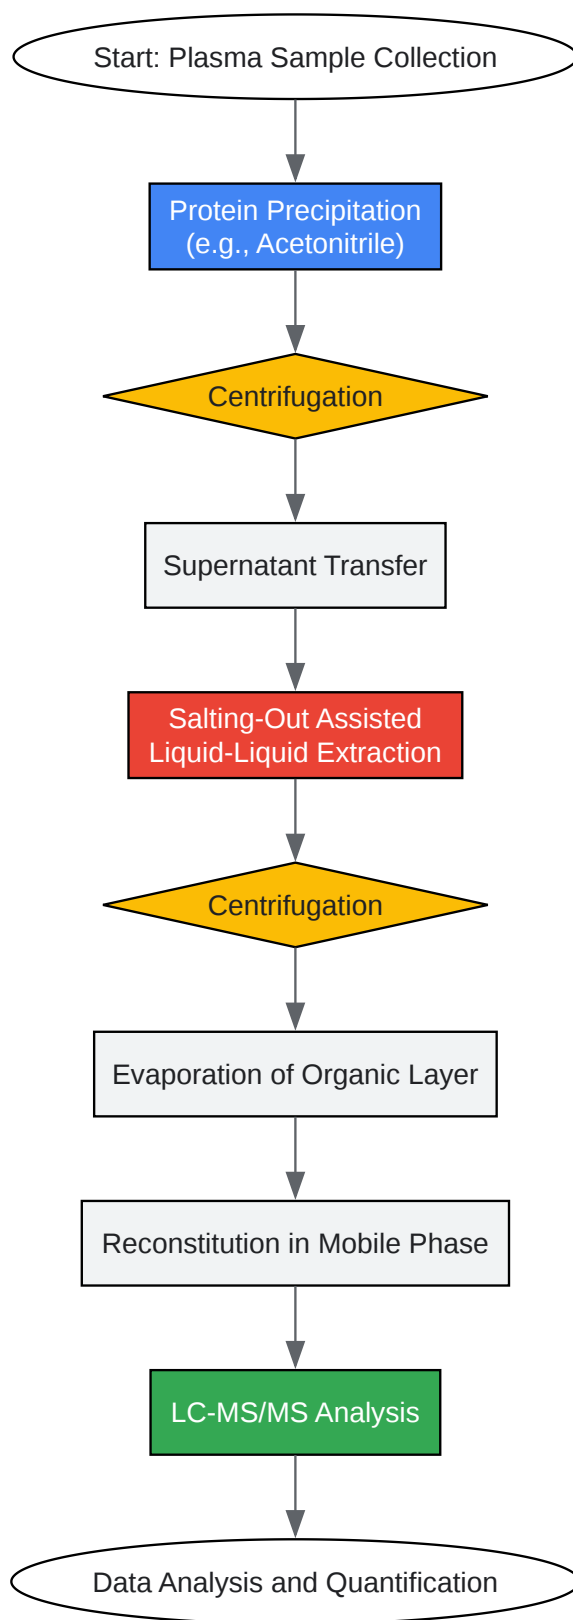 Start: Plasma Sample Collection
Protein Precipitation
(e.g., Acetonitrile)
Centrifugation
Supernatant Transfer
Salting-Out Assisted
Liquid-Liquid Extraction
Centrifugation
Evaporation of Organic Layer
Reconstitution in Mobile Phase
LC-MS/MS Analysis
Data Analysis and Quantification